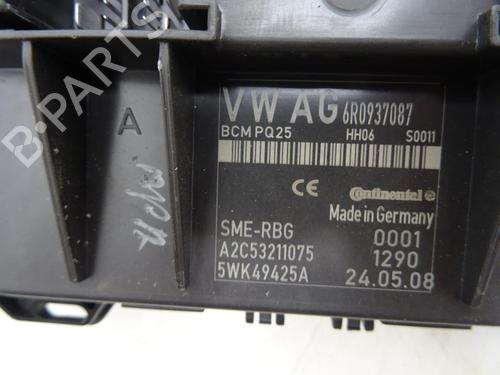 B-PARTS
VW AG 6R0937087
BCM PQ25 HH06 S0011
A
CE Continental
Made in Germany
SME-RBG 0001
A2C53211075 1290
5WK49425A 24.05.08